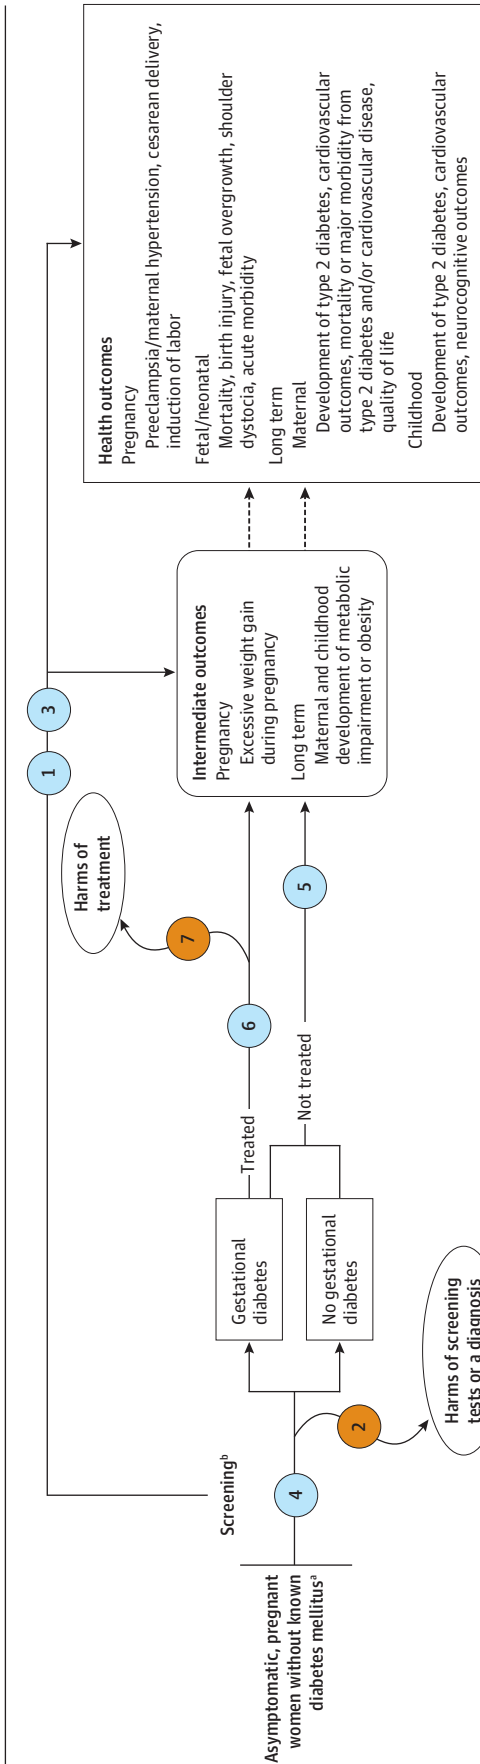 Asymptomatic, pregnant
women without known
diabetes mellitusᵃ
Screeningᵇ
4
2
Harms of screening
tests or a diagnosis
Gestational
diabetes
No gestational
diabetes
Treated
Not treated
6
7
Harms of
treatment
5
1
3
Intermediate outcomes
Pregnancy
Excessive weight gain
during pregnancy
Long term
Maternal and childhood
development of metabolic
impairment or obesity
Health outcomes
Pregnancy
Preeclampsia/maternal hypertension, cesarean delivery,
induction of labor
Fetal/neonatal
Mortality, birth injury, fetal overgrowth, shoulder
dystocia, acute morbidity
Long term
Maternal
Development of type 2 diabetes, cardiovascular
outcomes, mortality or major morbidity from
type 2 diabetes and/or cardiovascular disease,
quality of life
Childhood
Development of type 2 diabetes, cardiovascular
outcomes, neurocognitive outcomes